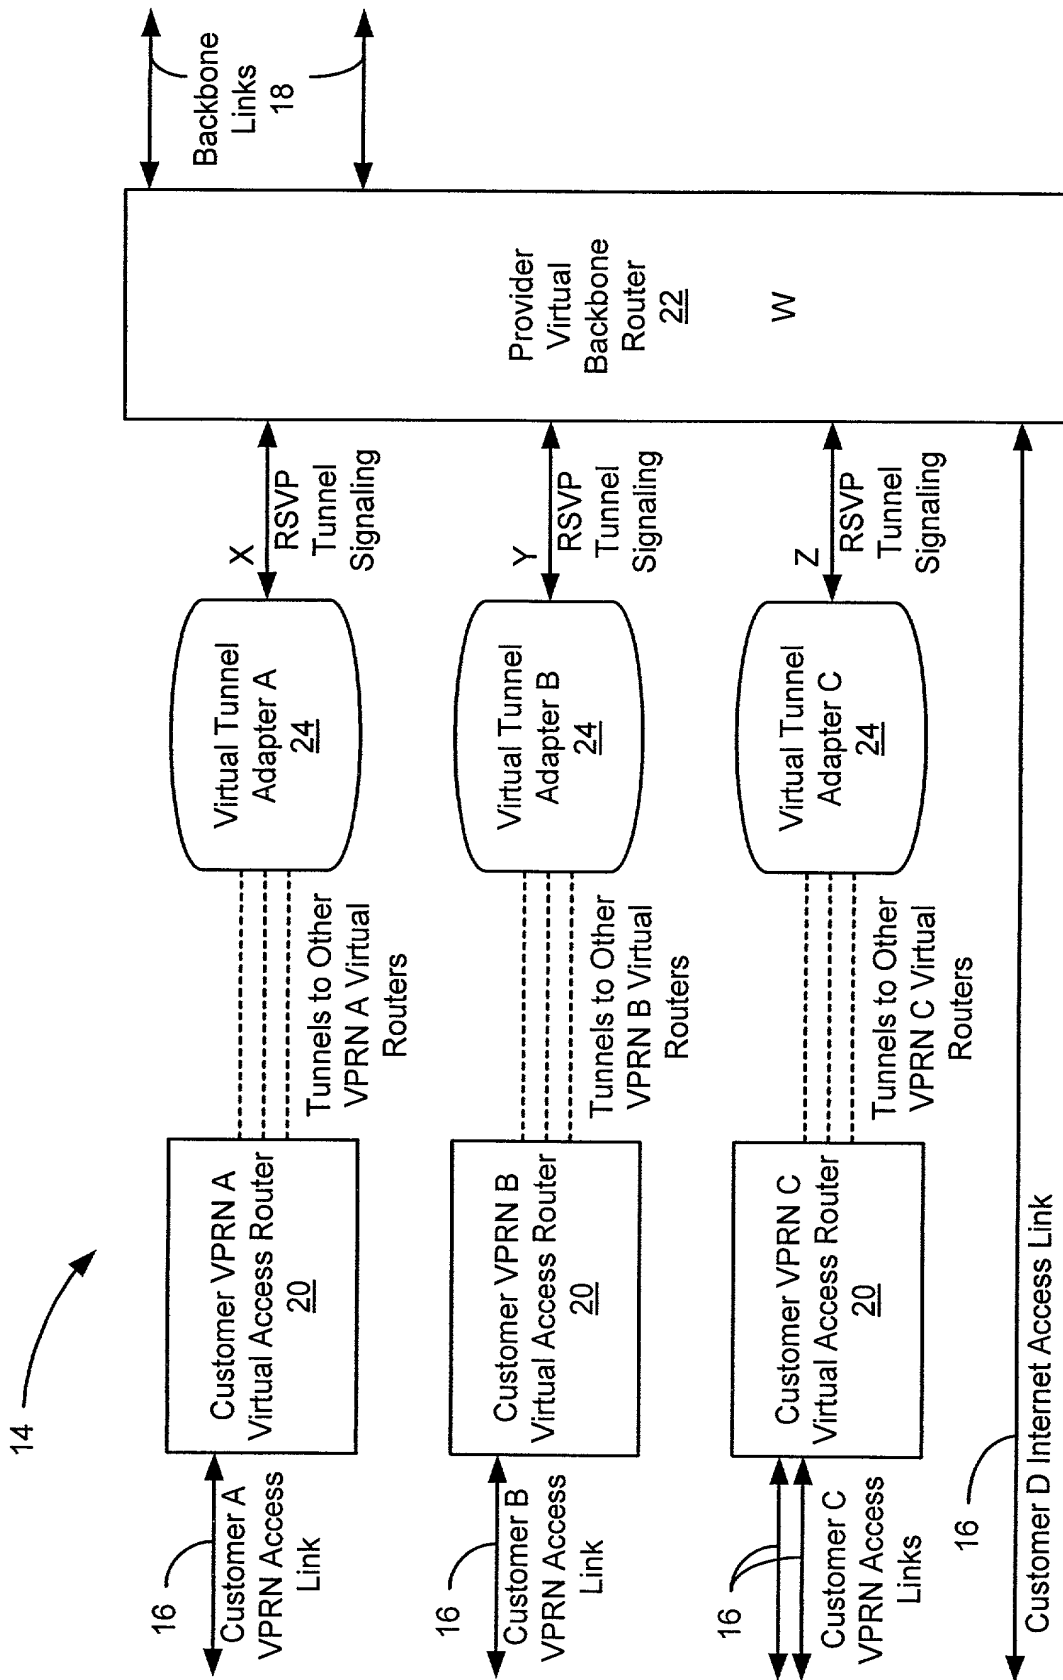 14
16
Customer A
VPRN Access
Link
Customer VPRN A
Virtual Access Router
20
Tunnels to Other
VPRN A Virtual
Routers
Virtual Tunnel
Adapter A
24
X
RSVP
Tunnel
Signaling
Backbone
Links
18
16
Customer B
VPRN Access
Link
Customer VPRN B
Virtual Access Router
20
Tunnels to Other
VPRN B Virtual
Routers
Virtual Tunnel
Adapter B
24
Y
RSVP
Tunnel
Signaling
Provider
Virtual
Backbone
Router
22
W
16
Customer C
VPRN Access
Links
Customer VPRN C
Virtual Access Router
20
Tunnels to Other
VPRN C Virtual
Routers
Virtual Tunnel
Adapter C
24
Z
RSVP
Tunnel
Signaling
16
Customer D Internet Access Link